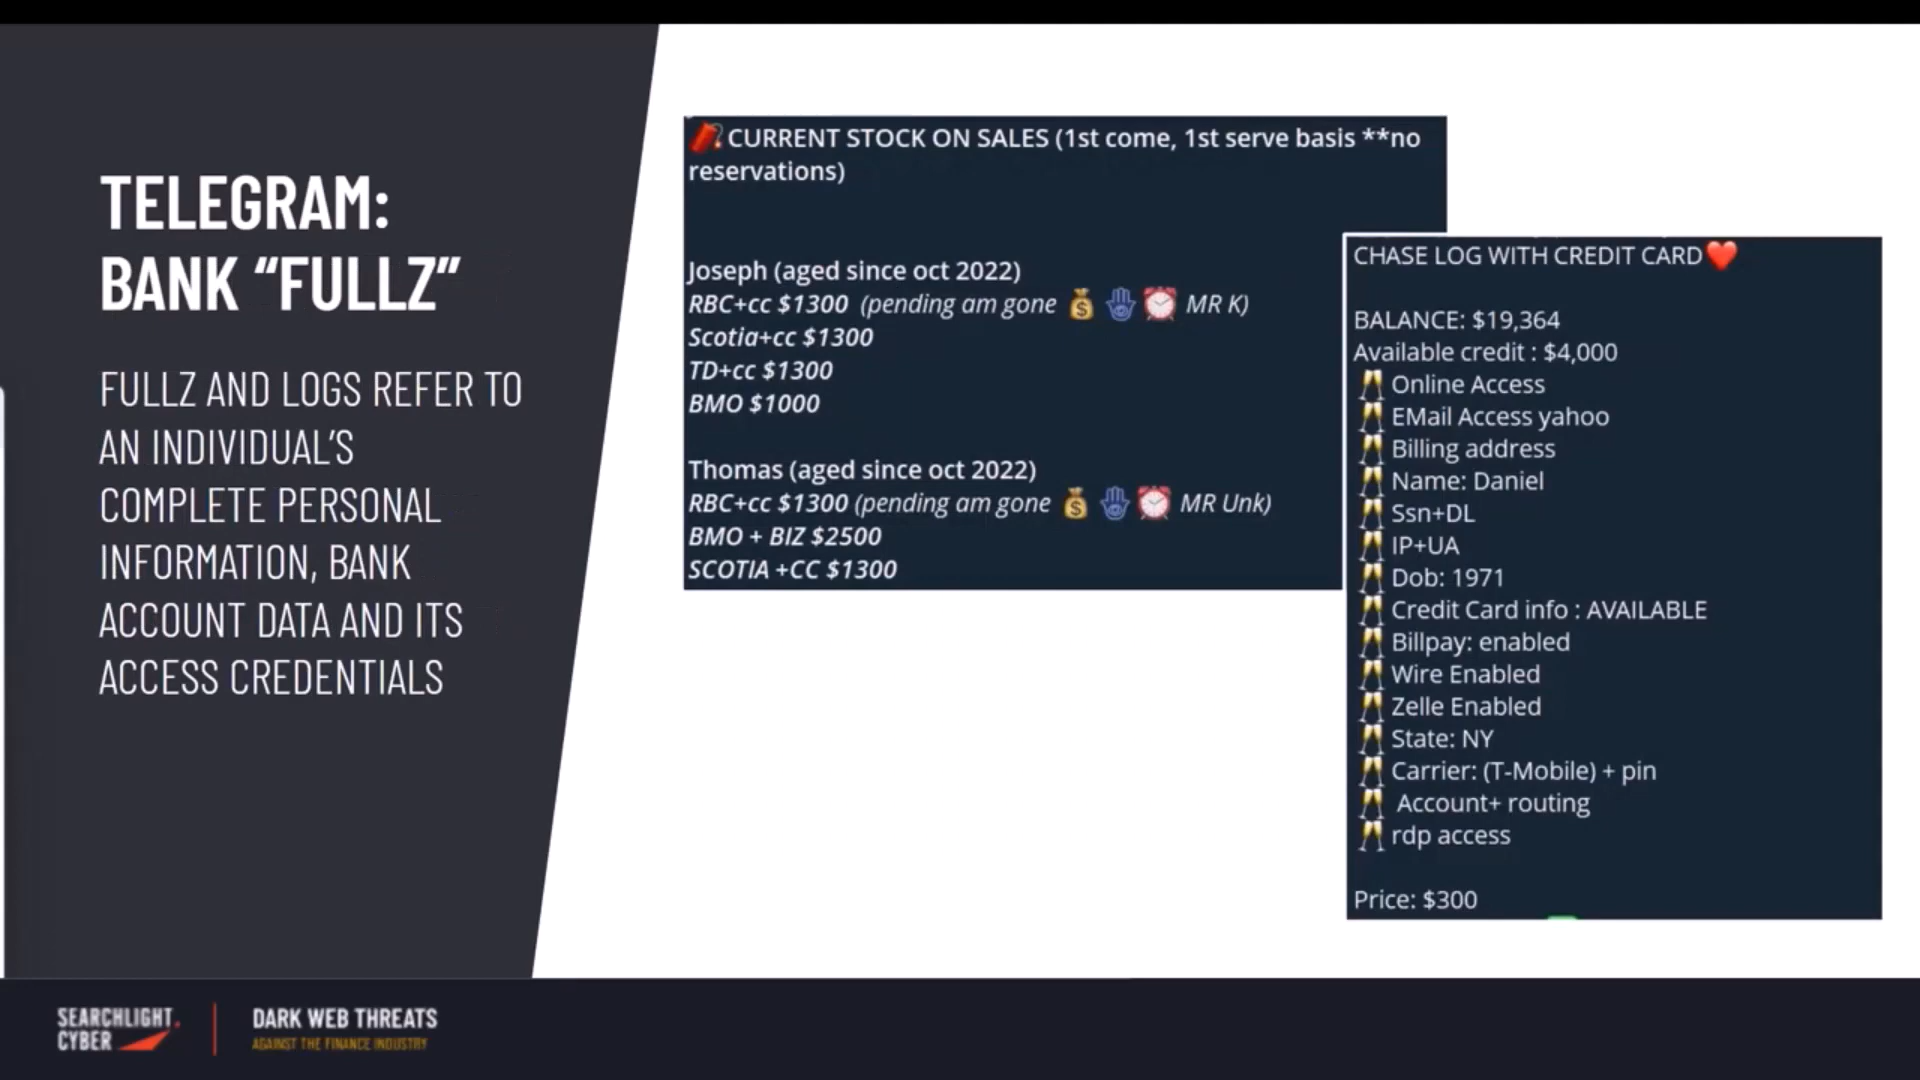 TELEGRAM:
BANK “FULLZ”
FULLZ AND LOGS REFER TO
AN INDIVIDUAL’S
COMPLETE PERSONAL
INFORMATION, BANK
ACCOUNT DATA AND ITS
ACCESS CREDENTIALS
CURRENT STOCK ON SALES (1st come, 1st serve basis **no
reservations)
Joseph (aged since oct 2022)
RBC+cc $1300 (pending am gone 💰 🪬 ⏰ MR K)
Scotia+cc $1300
TD+cc $1300
BMO $1000
Thomas (aged since oct 2022)
RBC+cc $1300 (pending am gone 💰 🪬 ⏰ MR Unk)
BMO + BIZ $2500
SCOTIA +CC $1300
CHASE LOG WITH CREDIT CARD❤️
BALANCE: $19,364
Available credit : $4,000
🥂 Online Access
🥂 EMail Access yahoo
🥂 Billing address
🥂 Name: Daniel
🥂 Ssn+DL
🥂 IP+UA
🥂 Dob: 1971
🥂 Credit Card info : AVAILABLE
🥂 Billpay: enabled
🥂 Wire Enabled
🥂 Zelle Enabled
🥂 State: NY
🥂 Carrier: (T-Mobile) + pin
🥂 Account+ routing
🥂 rdp access
Price: $300
SEARCHLIGHT.
CYBER
DARK WEB THREATS
AGAINST THE FINANCE INDUSTRY